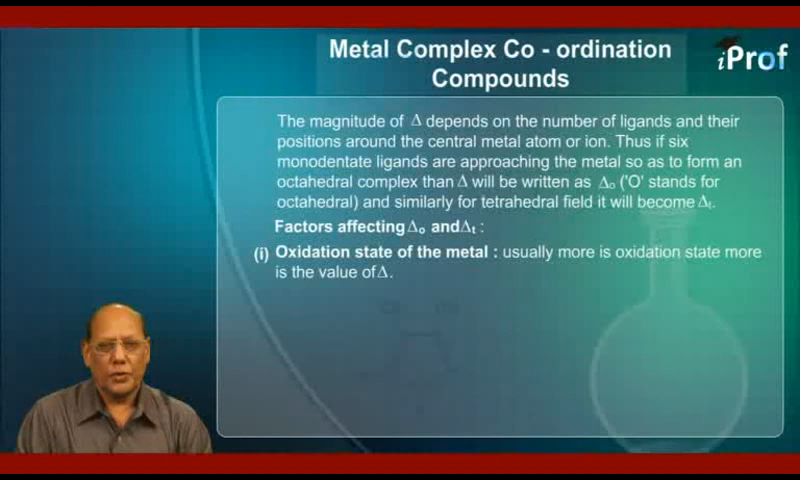 Metal Complex Co - ordination
Compounds
iProf
The magnitude of Δ depends on the number of ligands and their
positions around the central metal atom or ion. Thus if six
monodentate ligands are approaching the metal so as to form an
octahedral complex than Δ will be written as Δₒ ('O' stands for
octahedral) and similarly for tetrahedral field it will become Δₜ.
Factors affecting Δₒ and Δₜ :
(i) Oxidation state of the metal : usually more is oxidation state more
is the value of Δ.